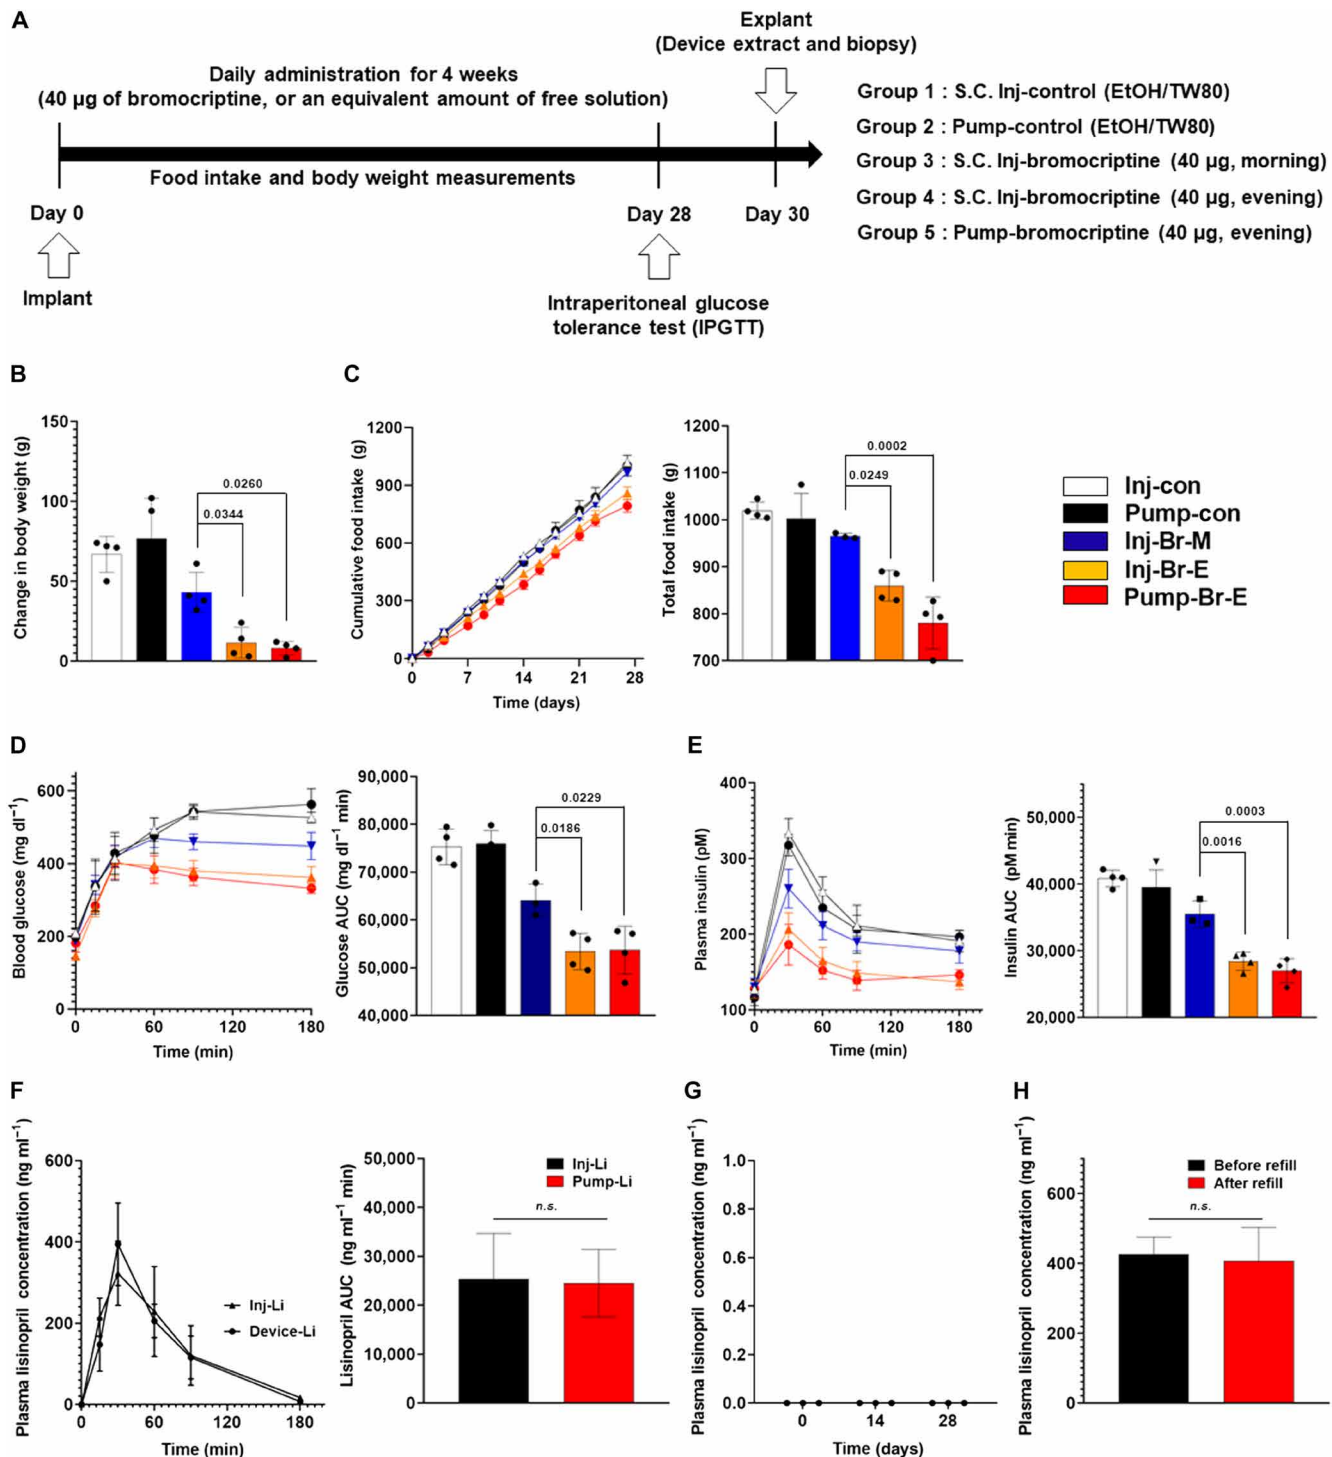 A
Explant
(Device extract and biopsy)
Daily administration for 4 weeks
(40 µg of bromocriptine, or an equivalent amount of free solution)
Food intake and body weight measurements
Day 0
Day 28
Day 30
Implant
Intraperitoneal glucose
tolerance test (IPGTT)
Group 1 : S.C. Inj-control (EtOH/TW80)
Group 2 : Pump-control (EtOH/TW80)
Group 3 : S.C. Inj-bromocriptine (40 µg, morning)
Group 4 : S.C. Inj-bromocriptine (40 µg, evening)
Group 5 : Pump-bromocriptine (40 µg, evening)
B
Change in body weight (g)
150
100
50
0
0.0260
0.0344
C
Cumulative food intake (g)
1200
900
600
300
0
0 7 14 21 28
Time (days)
Total food intake (g)
1200
1100
1000
900
800
700
0.0002
0.0249
Inj-con
Pump-con
Inj-Br-M
Inj-Br-E
Pump-Br-E
D
Blood glucose (mg dl⁻¹)
600
400
200
0
0 60 120 180
Time (min)
Glucose AUC (mg dl⁻¹ min)
90,000
80,000
70,000
60,000
50,000
40,000
0.0229
0.0186
E
Plasma insulin (pM)
400
300
200
100
0 60 120 180
Time (min)
Insulin AUC (pM min)
50,000
40,000
30,000
20,000
0.0003
0.0016
F
Plasma lisinopril concentration (ng ml⁻¹)
600
400
200
0
0 60 120 180
Time (min)
Inj-Li
Device-Li
Lisinopril AUC (ng ml⁻¹ min)
50,000
40,000
30,000
20,000
10,000
0
Inj-Li
Pump-Li
n.s.
G
Plasma lisinopril concentration (ng ml⁻¹)
1.0
0.8
0.6
0.4
0.2
0.0
0 14 28
Time (days)
H
Plasma lisinopril concentration (ng ml⁻¹)
600
400
200
0
Before refill
After refill
n.s.